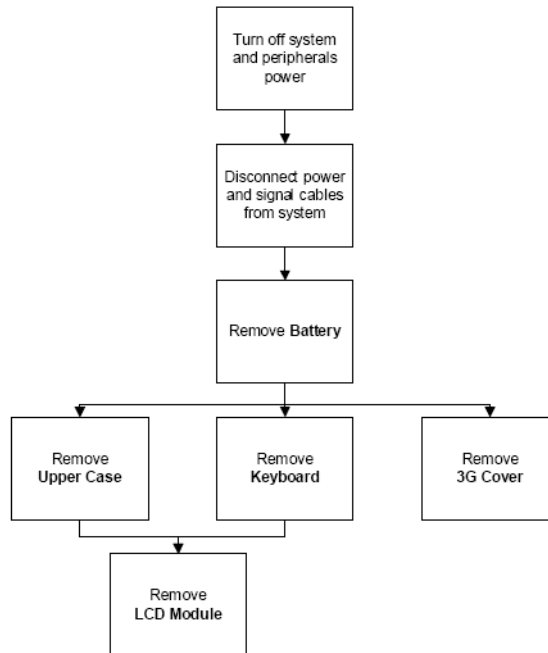 Turn off system
and peripherals
power
Disconnect power
and signal cables
from system
Remove Battery
Remove
Upper Case
Remove
Keyboard
Remove
3G Cover
Remove
LCD Module